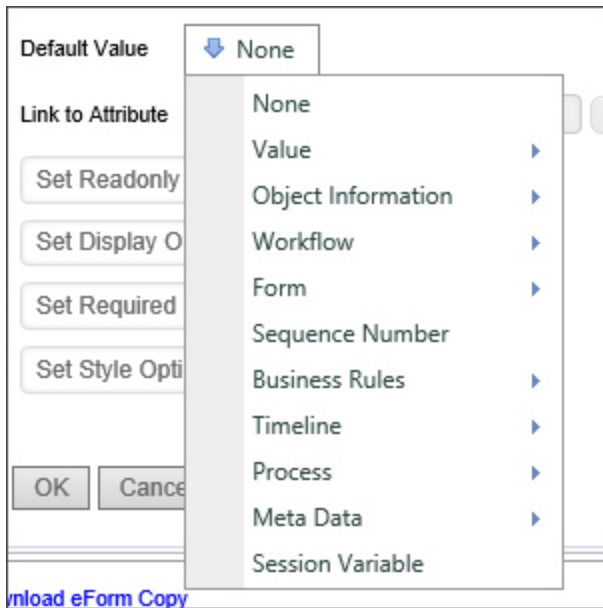 Default Value None
None
Link to Attribute
Value
Set Readonly
Object Information
Set Display O
Workflow
Form
Set Required
Sequence Number
Set Style Opti
Business Rules
Timeline
Process
OK Cance
Meta Data
Session Variable
nload eForm Copy